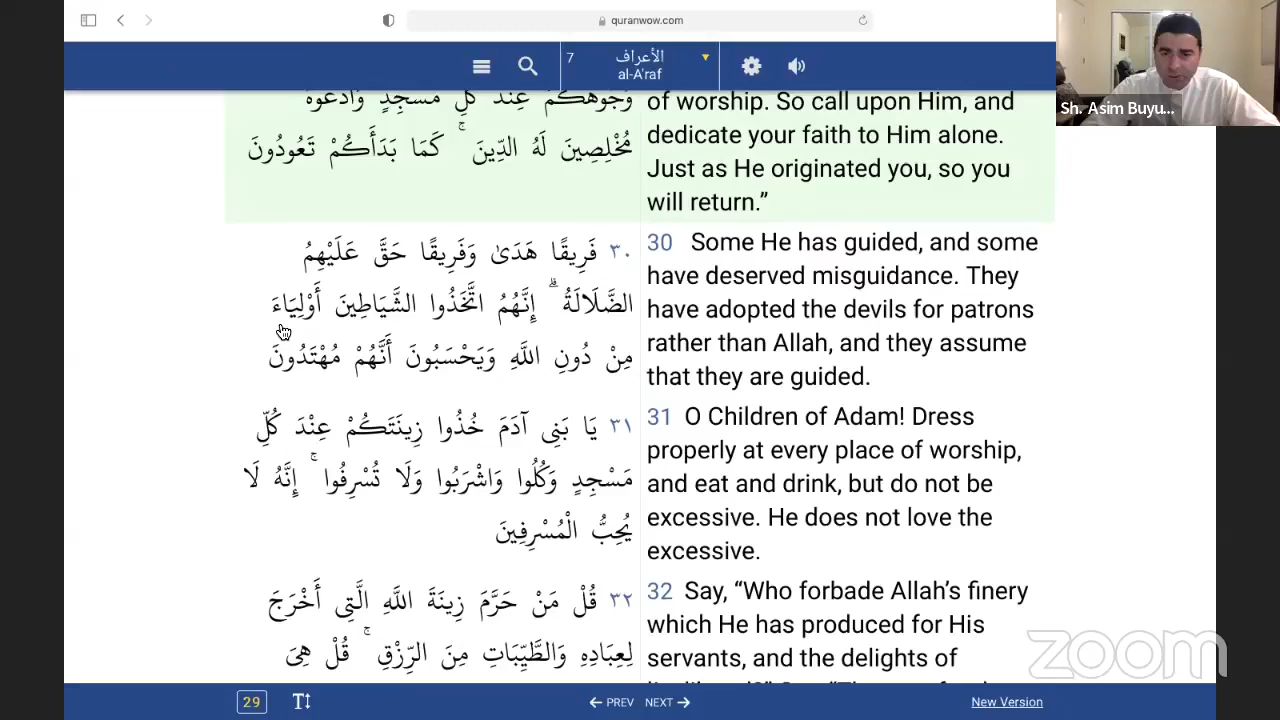 quranwow.com
7
الأعراف
al-A'raf
Sh. Asim Buyu...
وُجُوهَكُمْ عِنْدَ كُلِّ مَسْجِدٍ وَادْعُوهُ
مُخْلِصِينَ لَهُ الدِّينَ ۚ كَمَا بَدَأَكُمْ تَعُودُونَ
of worship. So call upon Him, and
dedicate your faith to Him alone.
Just as He originated you, so you
will return.”
٣٠ فَرِيقًا هَدَىٰ وَفَرِيقًا حَقَّ عَلَيْهِمُ
الضَّلَالَةُ ۗ إِنَّهُمُ اتَّخَذُوا الشَّيَاطِينَ أَوْلِيَاءَ
مِنْ دُونِ اللَّهِ وَيَحْسَبُونَ أَنَّهُمْ مُهْتَدُونَ
30 Some He has guided, and some
have deserved misguidance. They
have adopted the devils for patrons
rather than Allah, and they assume
that they are guided.
٣١ يَا بَنِي آدَمَ خُذُوا زِينَتَكُمْ عِنْدَ كُلِّ
مَسْجِدٍ وَكُلُوا وَاشْرَبُوا وَلَا تُسْرِفُوا ۚ إِنَّهُ لَا
يُحِبُّ الْمُسْرِفِينَ
31 O Children of Adam! Dress
properly at every place of worship,
and eat and drink, but do not be
excessive. He does not love the
excessive.
٣٢ قُلْ مَنْ حَرَّمَ زِينَةَ اللَّهِ الَّتِي أَخْرَجَ
لِعِبَادِهِ وَالطَّيِّبَاتِ مِنَ الرِّزْقِ ۚ قُلْ هِيَ
32 Say, “Who forbade Allah’s finery
which He has produced for His
servants, and the delights of
zoom
29
PREV NEXT
New Version